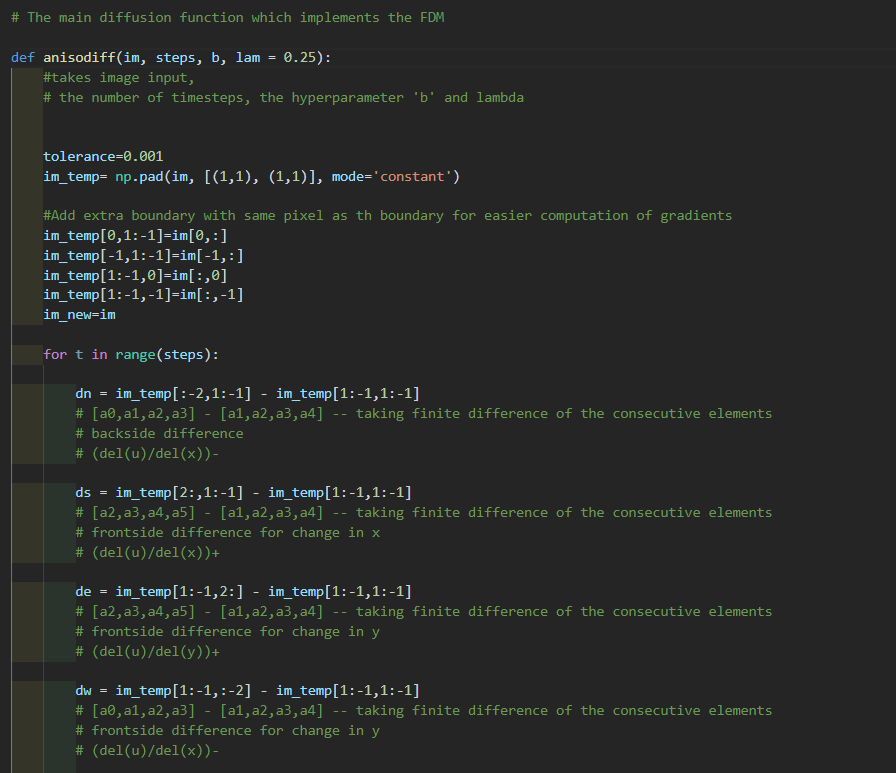 # The main diffusion function which implements the FDM
def anisodiff(im, steps, b, lam = 0.25):
#takes image input,
# the number of timesteps, the hyperparameter 'b' and lambda
tolerance=0.001
im_temp= np.pad(im, [(1,1), (1,1)], mode='constant')
#Add extra boundary with same pixel as th boundary for easier computation of gradients
im_temp[0,1:-1]=im[0,:]
im_temp[-1,1:-1]=im[-1,:]
im_temp[1:-1,0]=im[:,0]
im_temp[1:-1,-1]=im[:,-1]
im_new=im
for t in range(steps):
dn = im_temp[:-2,1:-1] - im_temp[1:-1,1:-1]
# [a0,a1,a2,a3] - [a1,a2,a3,a4] -- taking finite difference of the consecutive elements
# backside difference
# (del(u)/del(x))-
ds = im_temp[2:,1:-1] - im_temp[1:-1,1:-1]
# [a2,a3,a4,a5] - [a1,a2,a3,a4] -- taking finite difference of the consecutive elements
# frontside difference for change in x
# (del(u)/del(x))+
de = im_temp[1:-1,2:] - im_temp[1:-1,1:-1]
# [a2,a3,a4,a5] - [a1,a2,a3,a4] -- taking finite difference of the consecutive elements
# frontside difference for change in y
# (del(u)/del(y))+
dw = im_temp[1:-1,:-2] - im_temp[1:-1,1:-1]
# [a0,a1,a2,a3] - [a1,a2,a3,a4] -- taking finite difference of the consecutive elements
# frontside difference for change in y
# (del(u)/del(x))-